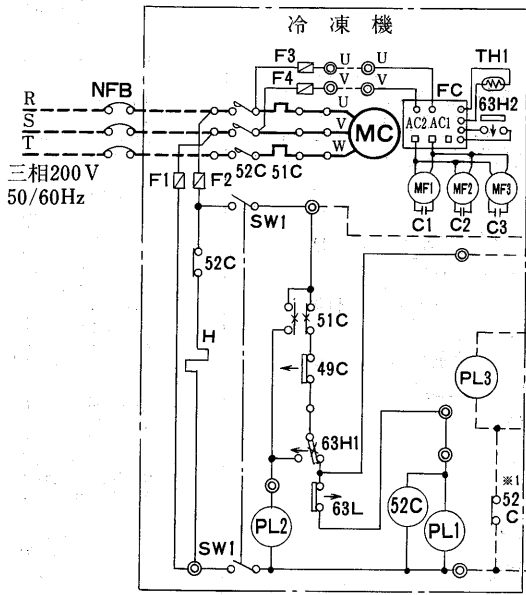 冷凍機
F3 U U
F4 V V
TH1
FC
63H2
NFB
R
S
T
U
V
W
MC
AC2 AC1
三相200V
50/60Hz
F1 F2
52C 51C
MF1 MF2 MF3
C1 C2 C3
SW1
52C
51C
H
49C
PL3
63H1
63L
※1
52
C
52C
PL2
PL1
SW1